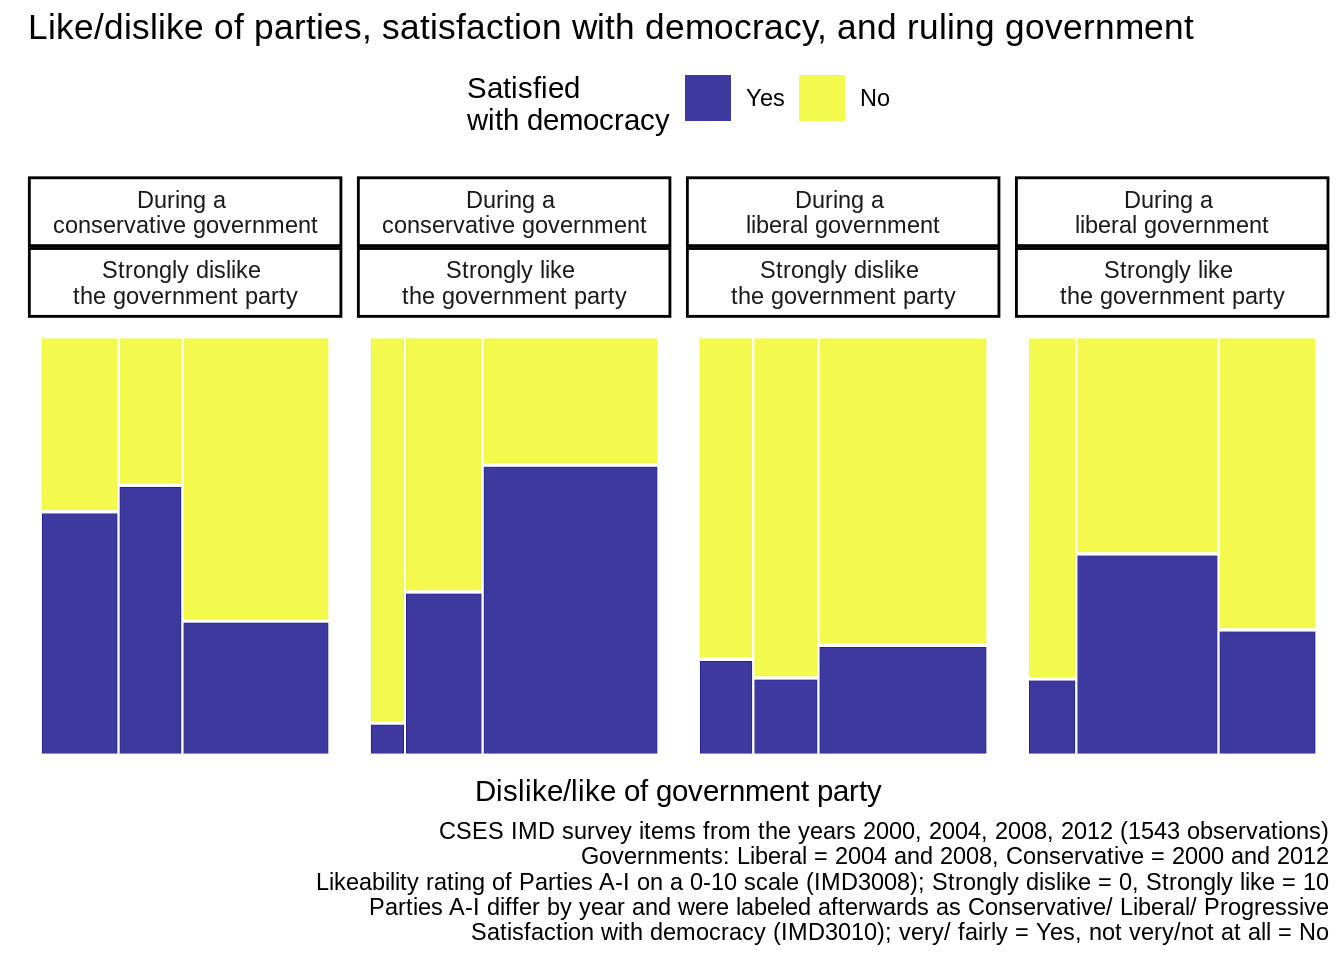 Like/dislike of parties, satisfaction with democracy, and ruling government
Satisfied
with democracy
Yes
No
During a
conservative government
Strongly dislike
the government party
During a
conservative government
Strongly like
the government party
During a
liberal government
Strongly dislike
the government party
During a
liberal government
Strongly like
the government party
Dislike/like of government party
CSES IMD survey items from the years 2000, 2004, 2008, 2012 (1543 observations)
Governments: Liberal = 2004 and 2008, Conservative = 2000 and 2012
Likeability rating of Parties A-I on a 0-10 scale (IMD3008); Strongly dislike = 0, Strongly like = 10
Parties A-I differ by year and were labeled afterwards as Conservative/ Liberal/ Progressive
Satisfaction with democracy (IMD3010); very/ fairly = Yes, not very/not at all = No